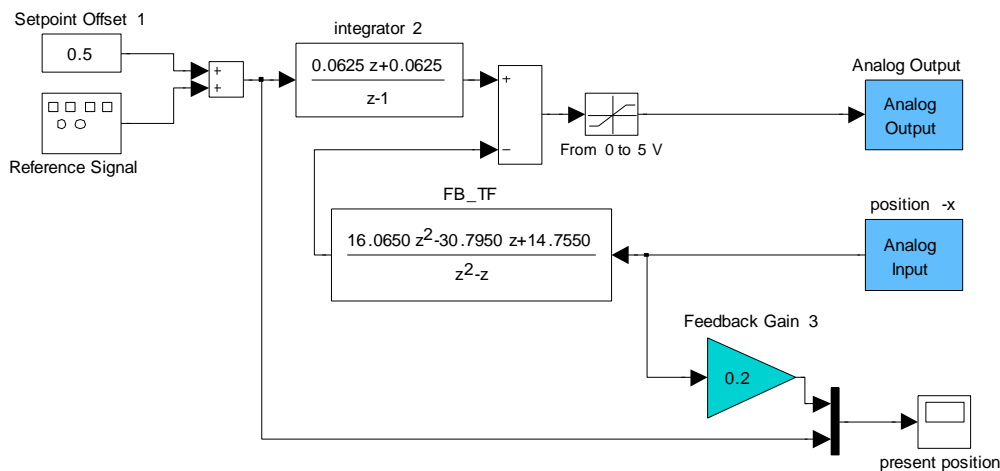 Setpoint Offset 1
0.5
Reference Signal
+
+
integrator 2
0.0625 z+0.0625
z-1
+
−
From 0 to 5 V
Analog Output
Analog
Output
FB_TF
16.0650 z2-30.7950 z+14.7550
z2-z
position -x
Analog
Input
Feedback Gain 3
0.2
present position